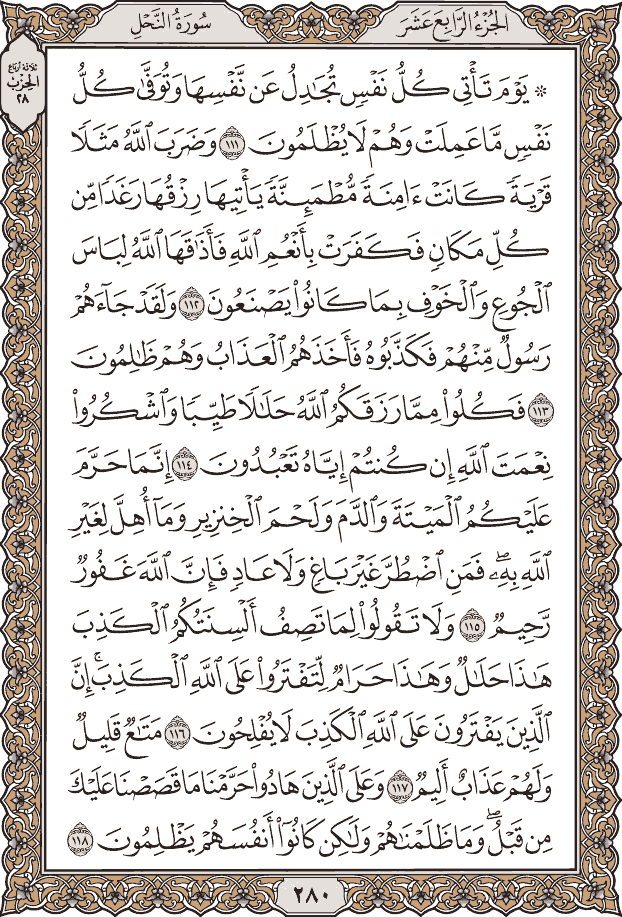 سُورَةُ النَّحْلِ
الجُزْءُ الرَّابِعَ عَشَرَ
ثلاثة أرباع
الحِزْب
٢٨
۞ يَوْمَ تَأْتِى كُلُّ نَفْسٍ تُجَٰدِلُ عَن نَّفْسِهَا وَتُوَفَّىٰ كُلُّ
نَفْسٍ مَّا عَمِلَتْ وَهُمْ لَا يُظْلَمُونَ ١١١ وَضَرَبَ ٱللَّهُ مَثَلًا
قَرْيَةً كَانَتْ ءَامِنَةً مُّطْمَئِنَّةً يَأْتِيهَا رِزْقُهَا رَغَدًا مِّن
كُلِّ مَكَانٍ فَكَفَرَتْ بِأَنْعُمِ ٱللَّهِ فَأَذَٰقَهَا ٱللَّهُ لِبَاسَ
ٱلْجُوعِ وَٱلْخَوْفِ بِمَا كَانُوا۟ يَصْنَعُونَ ١١٢ وَلَقَدْ جَآءَهُمْ
رَسُولٌ مِّنْهُمْ فَكَذَّبُوهُ فَأَخَذَهُمُ ٱلْعَذَابُ وَهُمْ ظَٰلِمُونَ
١١٣ فَكُلُوا۟ مِمَّا رَزَقَكُمُ ٱللَّهُ حَلَٰلًا طَيِّبًا وَٱشْكُرُوا۟
نِعْمَتَ ٱللَّهِ إِن كُنتُمْ إِيَّاهُ تَعْبُدُونَ ١١٤ إِنَّمَا حَرَّمَ
عَلَيْكُمُ ٱلْمَيْتَةَ وَٱلدَّمَ وَلَحْمَ ٱلْخِنزِيرِ وَمَآ أُهِلَّ لِغَيْرِ
ٱللَّهِ بِهِۦ ۖ فَمَنِ ٱضْطُرَّ غَيْرَ بَاغٍ وَلَا عَادٍ فَإِنَّ ٱللَّهَ غَفُورٌ
رَّحِيمٌ ١١٥ وَلَا تَقُولُوا۟ لِمَا تَصِفُ أَلْسِنَتُكُمُ ٱلْكَذِبَ
هَٰذَا حَلَٰلٌ وَهَٰذَا حَرَامٌ لِّتَفْتَرُوا۟ عَلَى ٱللَّهِ ٱلْكَذِبَ ۚ إِنَّ
ٱلَّذِينَ يَفْتَرُونَ عَلَى ٱللَّهِ ٱلْكَذِبَ لَا يُفْلِحُونَ ١١٦ مَتَٰعٌ قَلِيلٌ
وَلَهُمْ عَذَابٌ أَلِيمٌ ١١٧ وَعَلَى ٱلَّذِينَ هَادُوا۟ حَرَّمْنَا مَا قَصَصْنَا عَلَيْكَ
مِن قَبْلُ ۖ وَمَا ظَلَمْنَٰهُمْ وَلَٰكِن كَانُوٓا۟ أَنفُسَهُمْ يَظْلِمُونَ ١١٨
٢٨٠